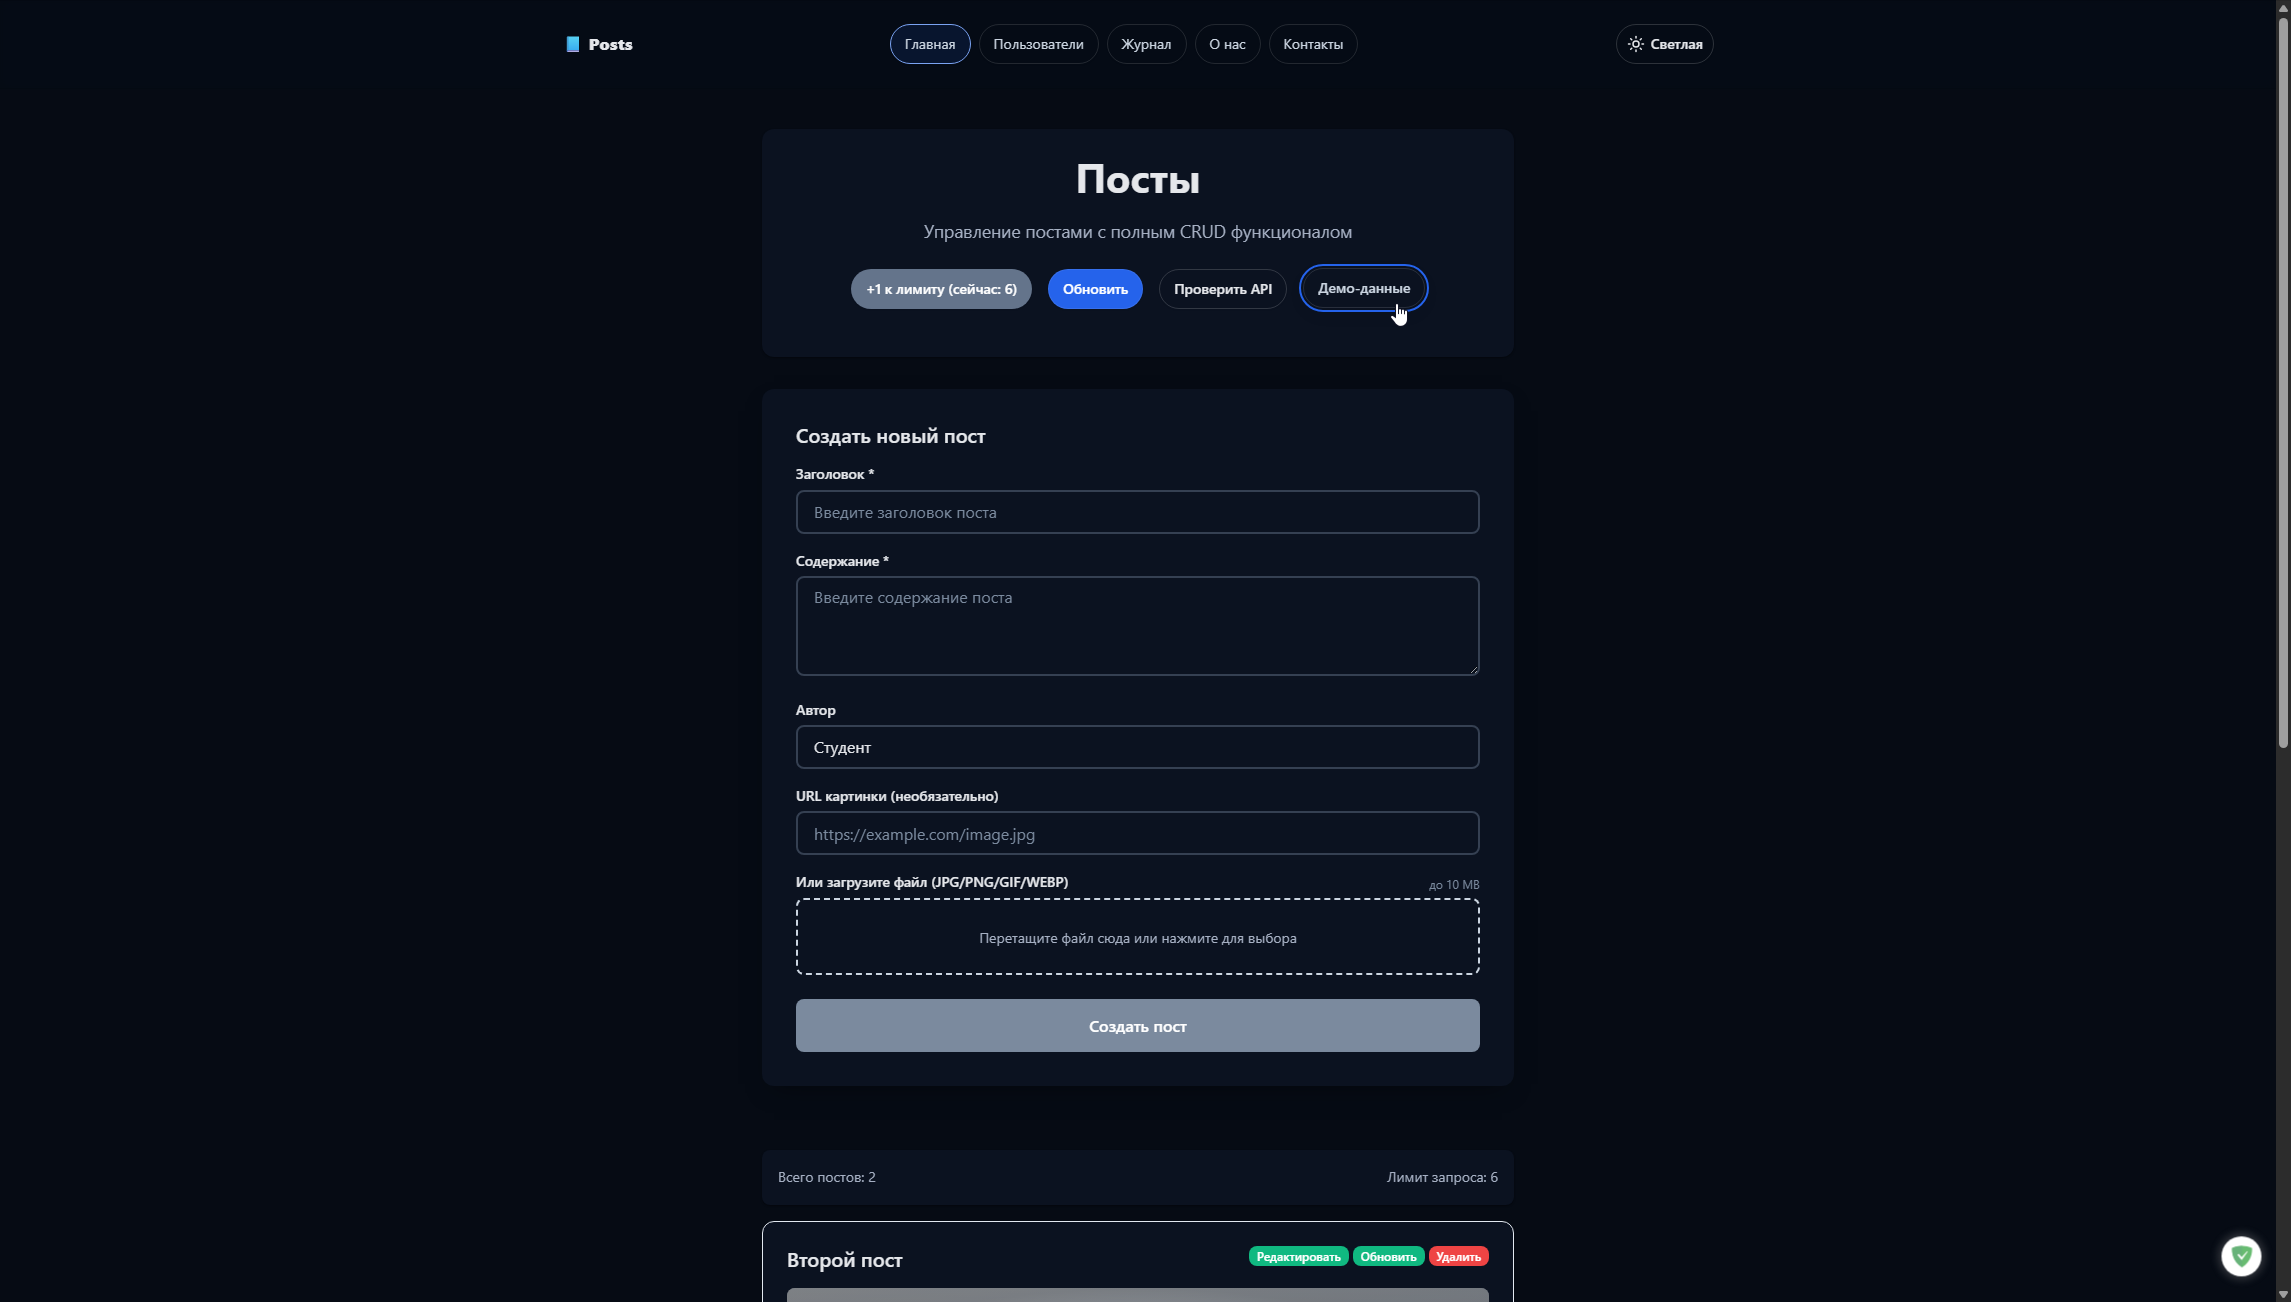 Posts
Главная
Пользователи
Журнал
О нас
Контакты
Светлая
Посты
Управление постами с полным CRUD функционалом
+1 к лимиту (сейчас: 6)
Обновить
Проверить API
Демо-данные
Создать новый пост
Заголовок *
Введите заголовок поста
Содержание *
Введите содержание поста
Автор
Студент
URL картинки (необязательно)
https://example.com/image.jpg
Или загрузите файл (JPG/PNG/GIF/WEBP)
до 10 MB
Перетащите файл сюда или нажмите для выбора
Создать пост
Всего постов: 2
Лимит запроса: 6
Второй пост
Редактировать
Обновить
Удалить